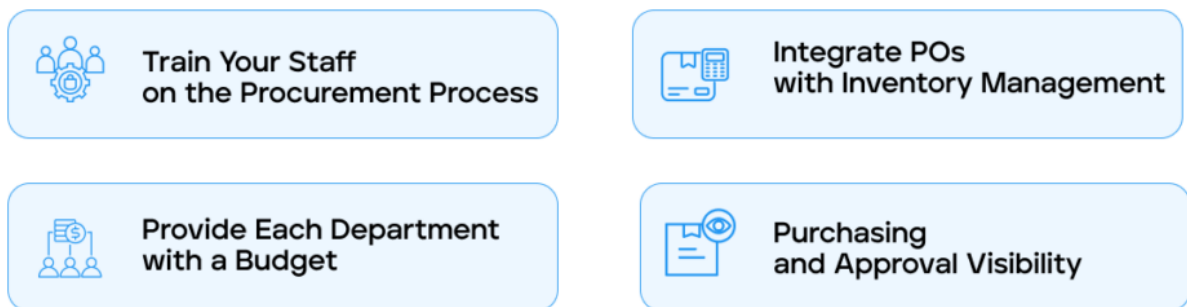 Train Your Staff
on the Procurement Process
Integrate POs
with Inventory Management
Provide Each Department
with a Budget
Purchasing
and Approval Visibility